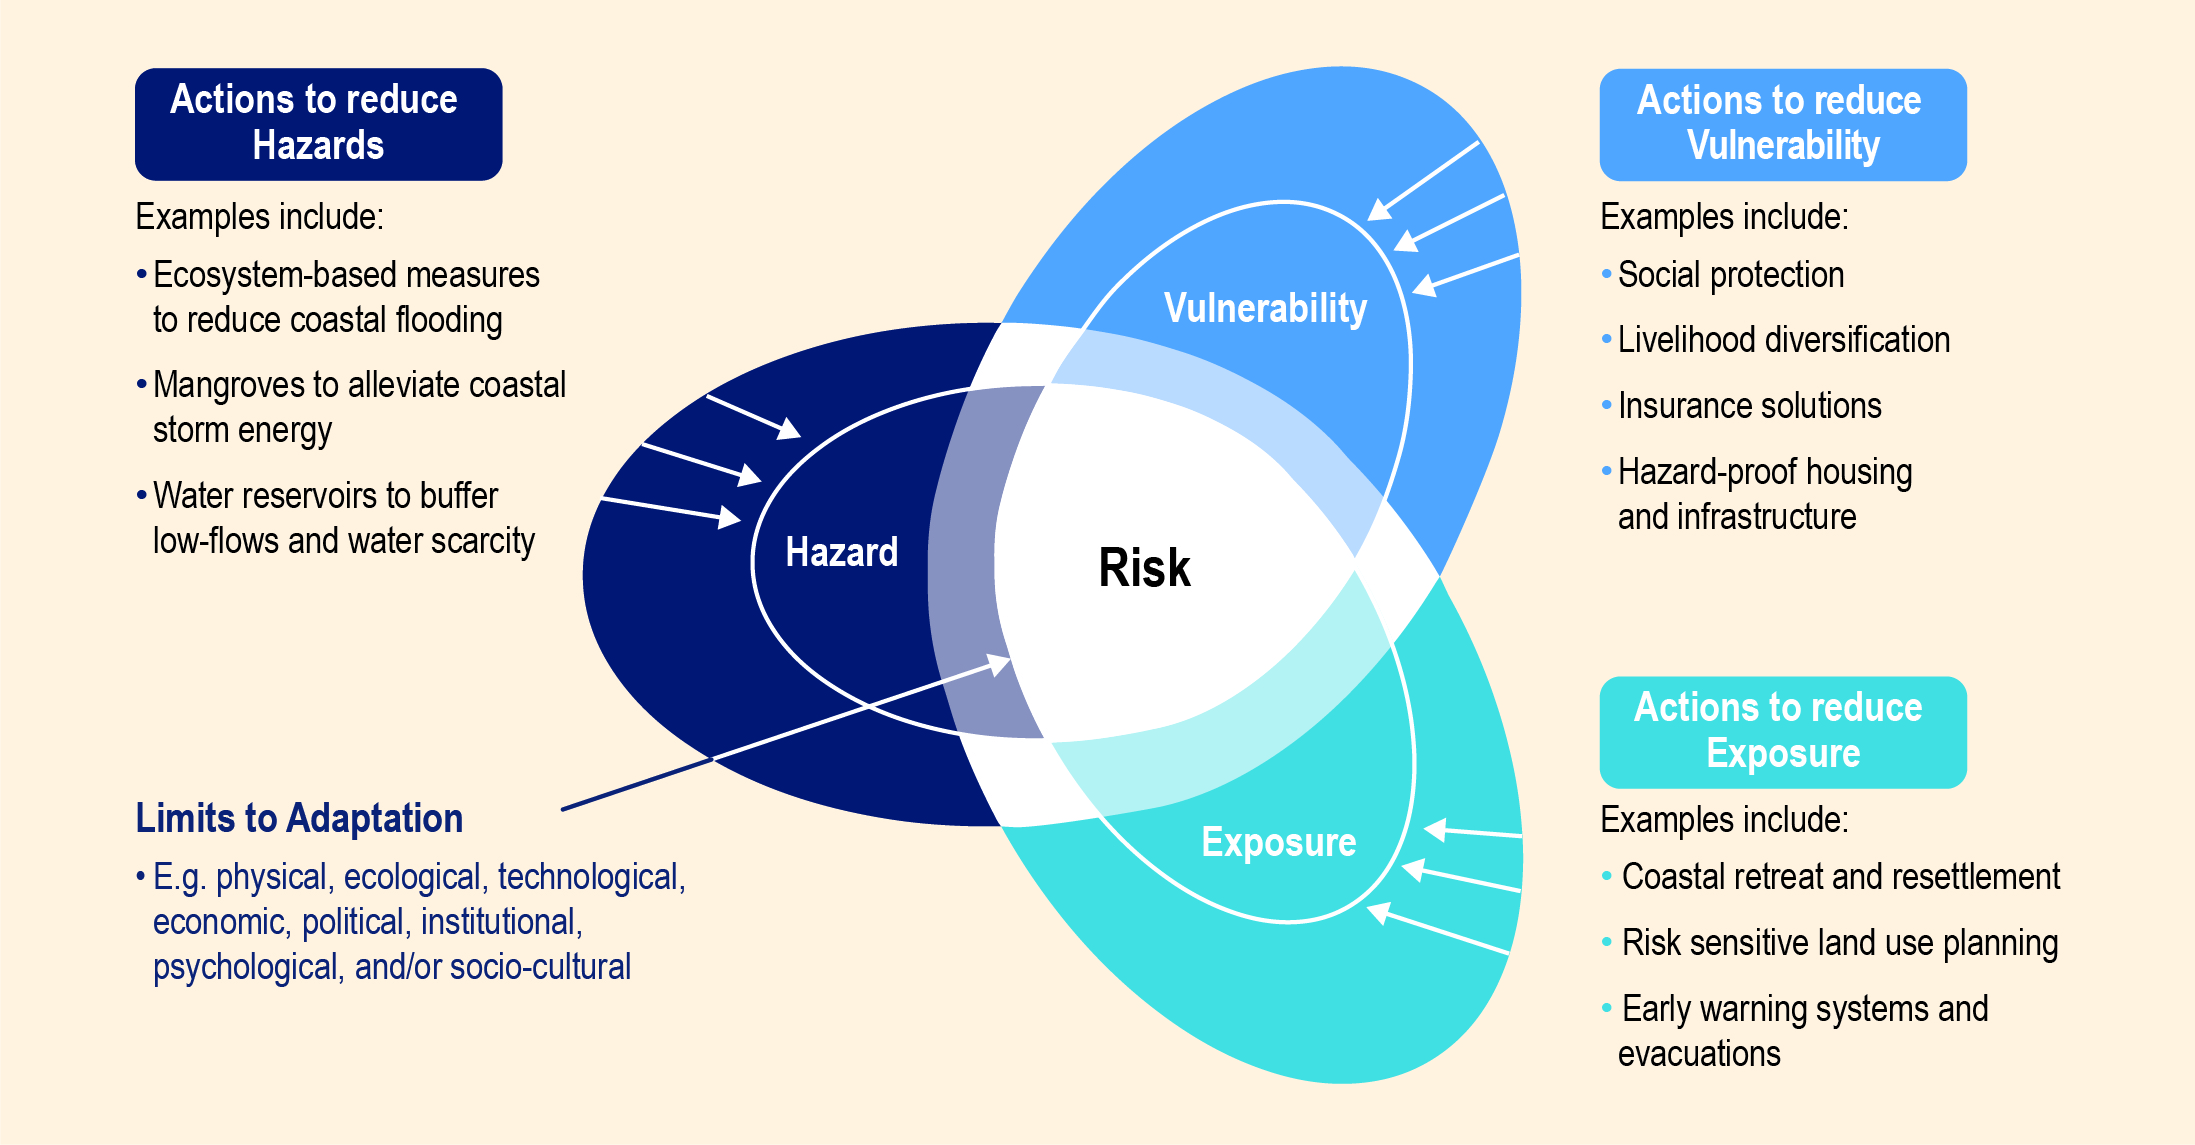 Actions to reduce
Hazards
Examples include:
• Ecosystem-based measures
to reduce coastal flooding
• Mangroves to alleviate coastal
storm energy
• Water reservoirs to buffer
low-flows and water scarcity
Limits to Adaptation
• E.g. physical, ecological, technological,
economic, political, institutional,
psychological, and/or socio-cultural
Vulnerability
Hazard
Risk
Exposure
Actions to reduce
Vulnerability
Examples include:
• Social protection
• Livelihood diversification
• Insurance solutions
• Hazard-proof housing
and infrastructure
Actions to reduce
Exposure
Examples include:
• Coastal retreat and resettlement
• Risk sensitive land use planning
• Early warning systems and
evacuations